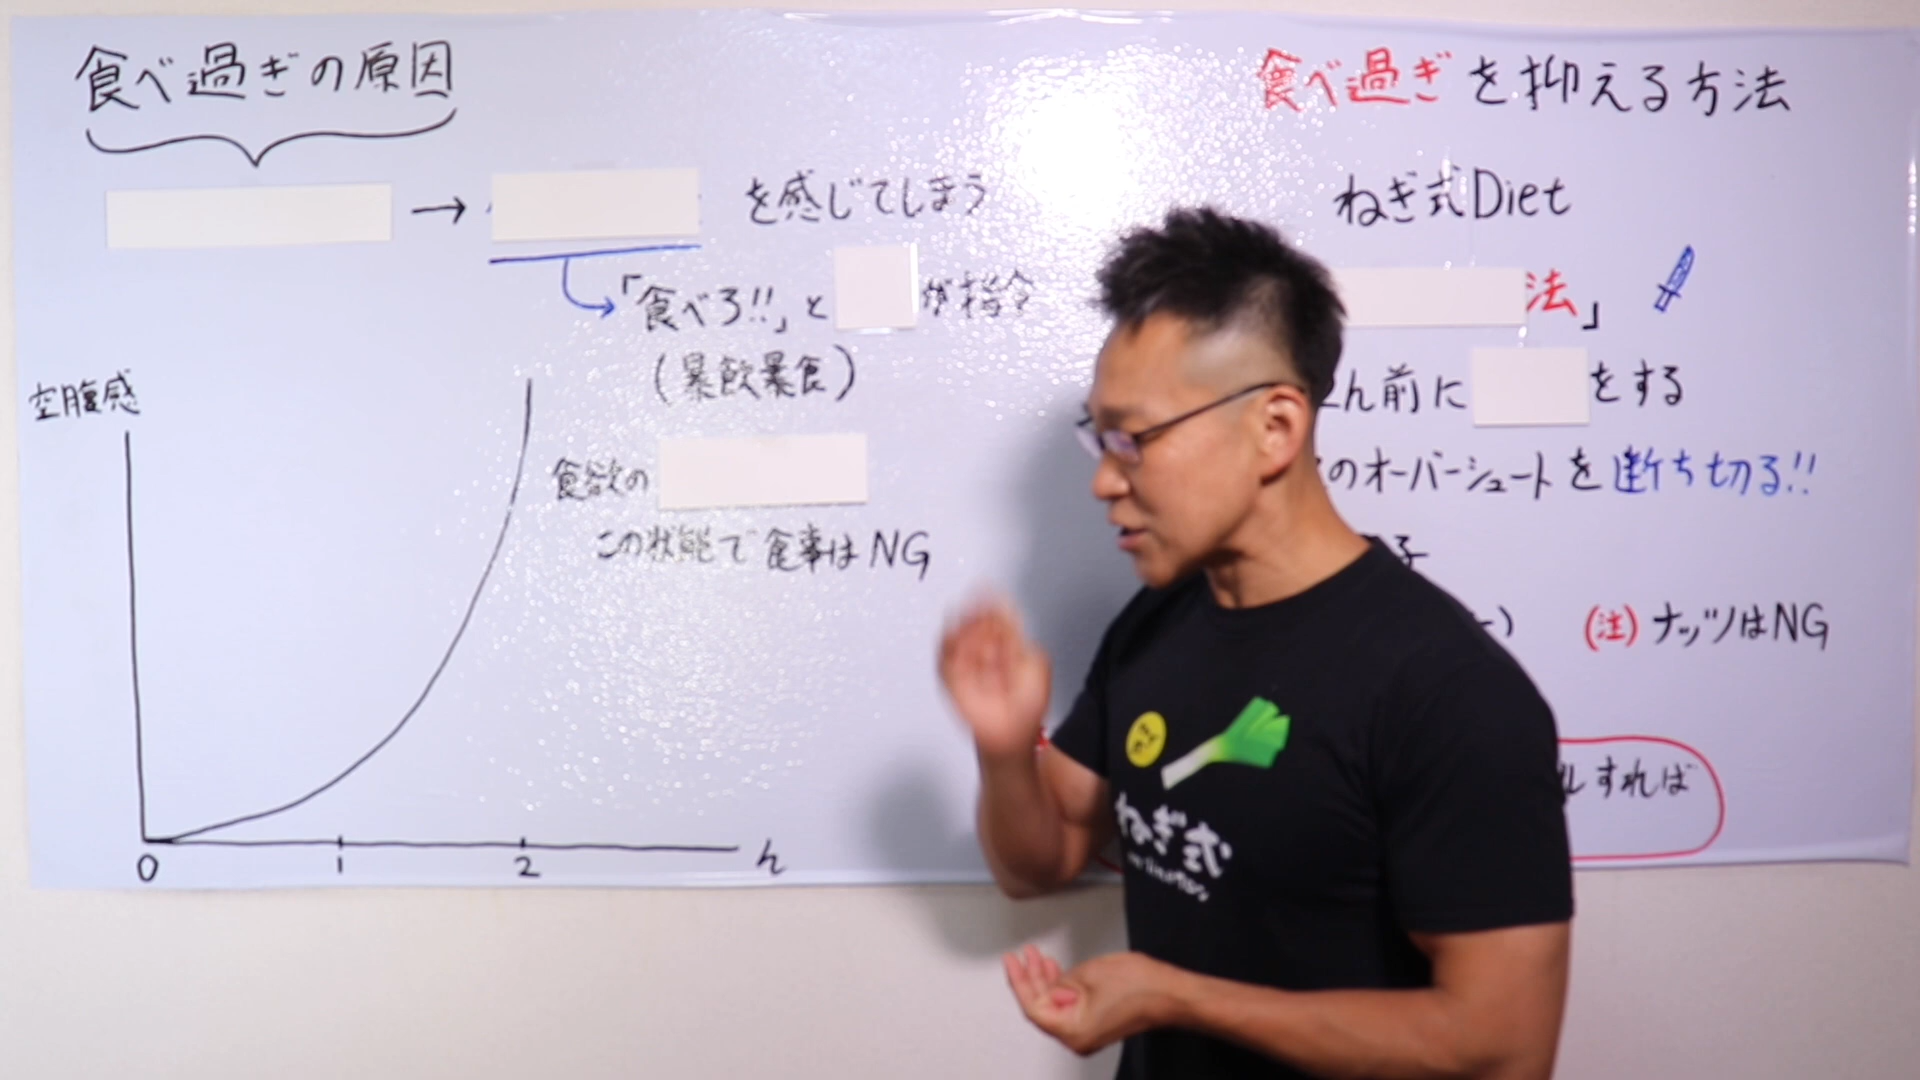 食べ過ぎの原因
→ を感じてしまう
「食べろ!!」と が指令
(暴飲暴食)
食欲の
この状態で食事はNG
空腹感
0 1 2 h
食べ過ぎを抑える方法
ねぎ式Diet
法」
h前に をする
のオーバーシュートを断ち切る!!
子
(注) ナッツはNG
ルすれば
ねぎ式